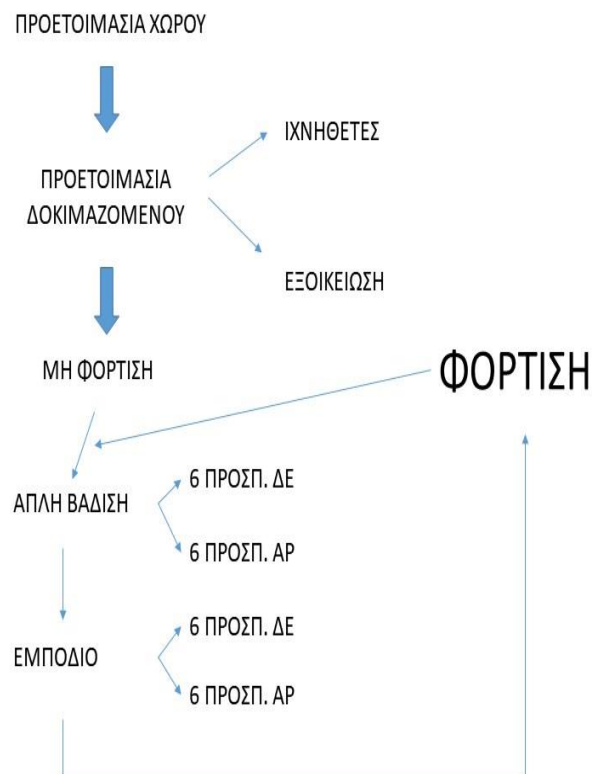 ΠΡΟΕΤΟΙΜΑΣΙΑ ΧΩΡΟΥ
ΙΧΝΗΘΕΤΕΣ
ΠΡΟΕΤΟΙΜΑΣΙΑ
ΔΟΚΙΜΑΖΟΜΕΝΟΥ
ΕΞΟΙΚΕΙΩΣΗ
ΜΗ ΦΟΡΤΙΣΗ
ΦΟΡΤΙΣΗ
ΑΠΛΗ ΒΑΔΙΣΗ
6 ΠΡΟΣΠ. ΔΕ
6 ΠΡΟΣΠ. ΑΡ
ΕΜΠΟΔΙΟ
6 ΠΡΟΣΠ. ΔΕ
6 ΠΡΟΣΠ. ΑΡ